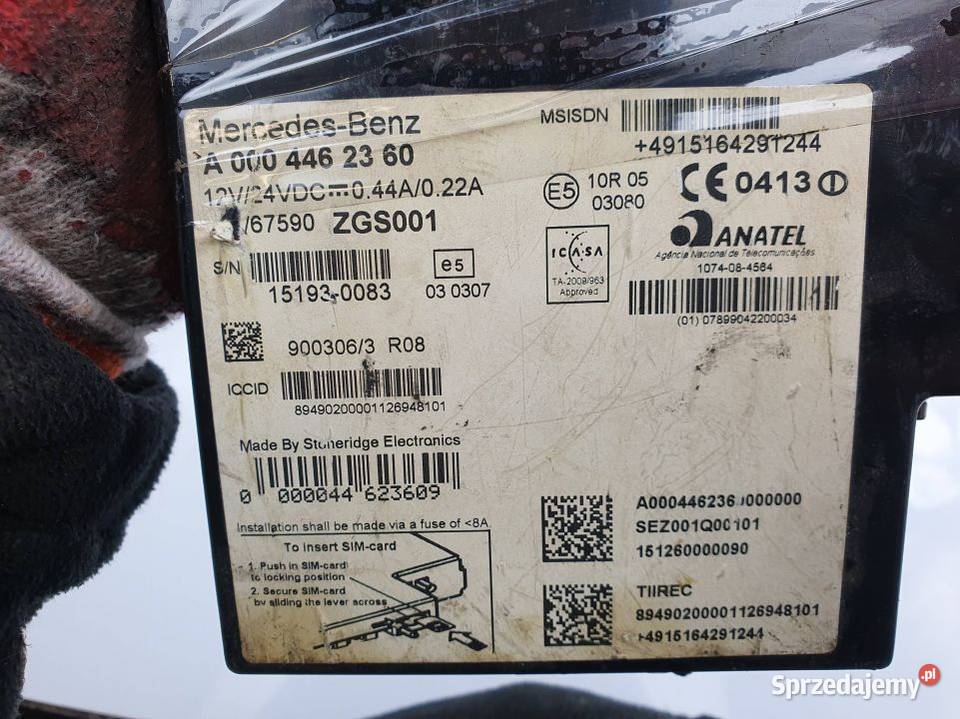 Mercedes-Benz
A 000 446 23 60
12V/24VDC⎓0.44A/0.22A
/67590 ZGS001
S/N
15193-0083
e5
03 0307
900306/3 R08
ICCID
89490200001126948101
Made By Stoneridge Electronics
0 000044 623609
Installation shall be made via a fuse of <8A
To insert SIM-card
1. Push in SIM-card
to locking position
2. Secure SIM-card
by sliding the lever across
MSISDN
+4915164291244
E5 10R 05
03080
CE 0413
ICASA
TA-2009/963
Approved
ANATEL
Agência Nacional de Telecomunicações
1074-08-4564
(01) 07899042200034
A000446236 000000
SEZ001Q00101
151260000090
TIIREC
89490200001126948101
+4915164291244
Sprzedajemy.pl